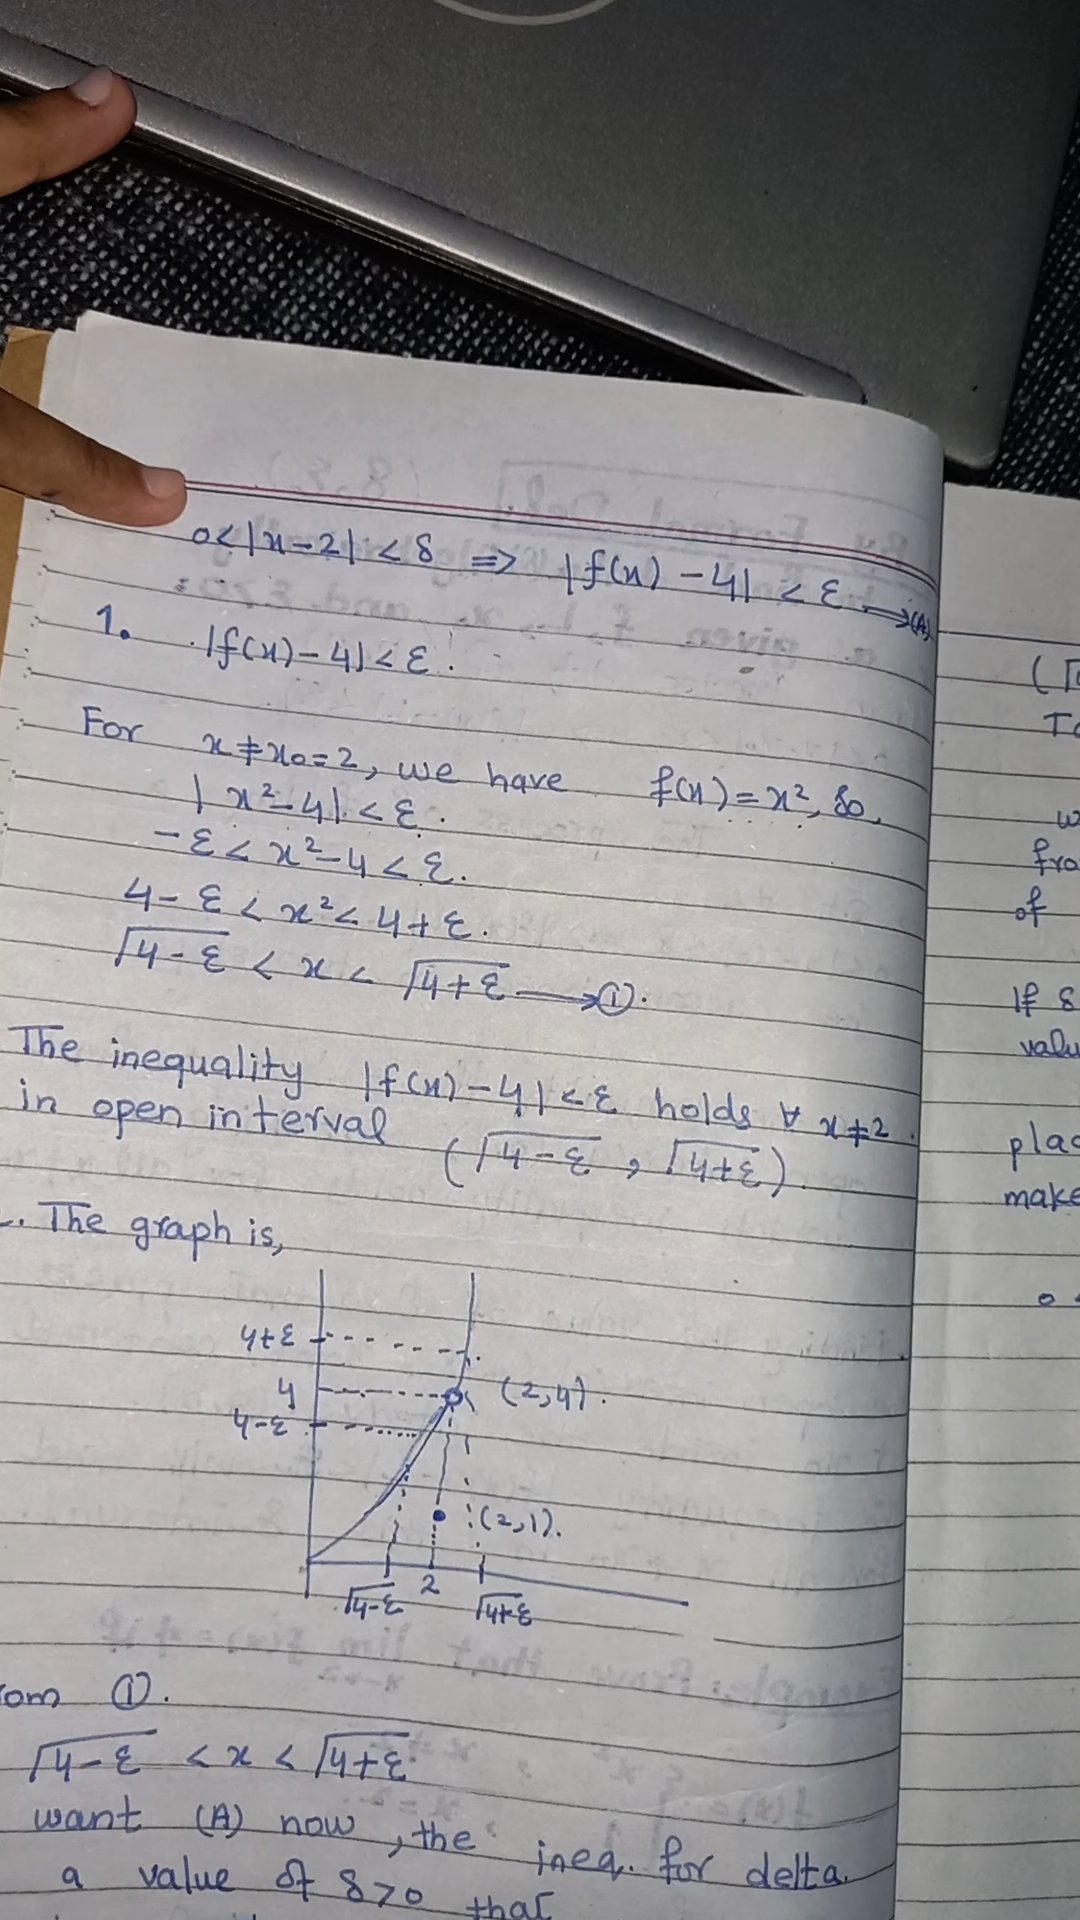 0<|x-2| < δ ⇒ |f(x) - 4| < ε → (A)
1. |f(x) - 4| < ε.
For x ≠ x₀ = 2, we have f(x) = x², so,
|x² - 4| < ε.
-ε < x² - 4 < ε.
4 - ε < x² < 4 + ε.
√4-ε < x < √4+ε → ①.
The inequality |f(x) - 4| < ε holds ∀ x ≠ 2
in open interval (√4-ε , √4+ε).
The graph is,
4+ε
4
(2,4).
4-ε
(2,1).
√4-ε
2
√4+ε
①.
√4-ε < x < √4+ε
want (A) now, the ineq. for delta.
a value of δ>0 that
(√
w
of
If δ
0 <